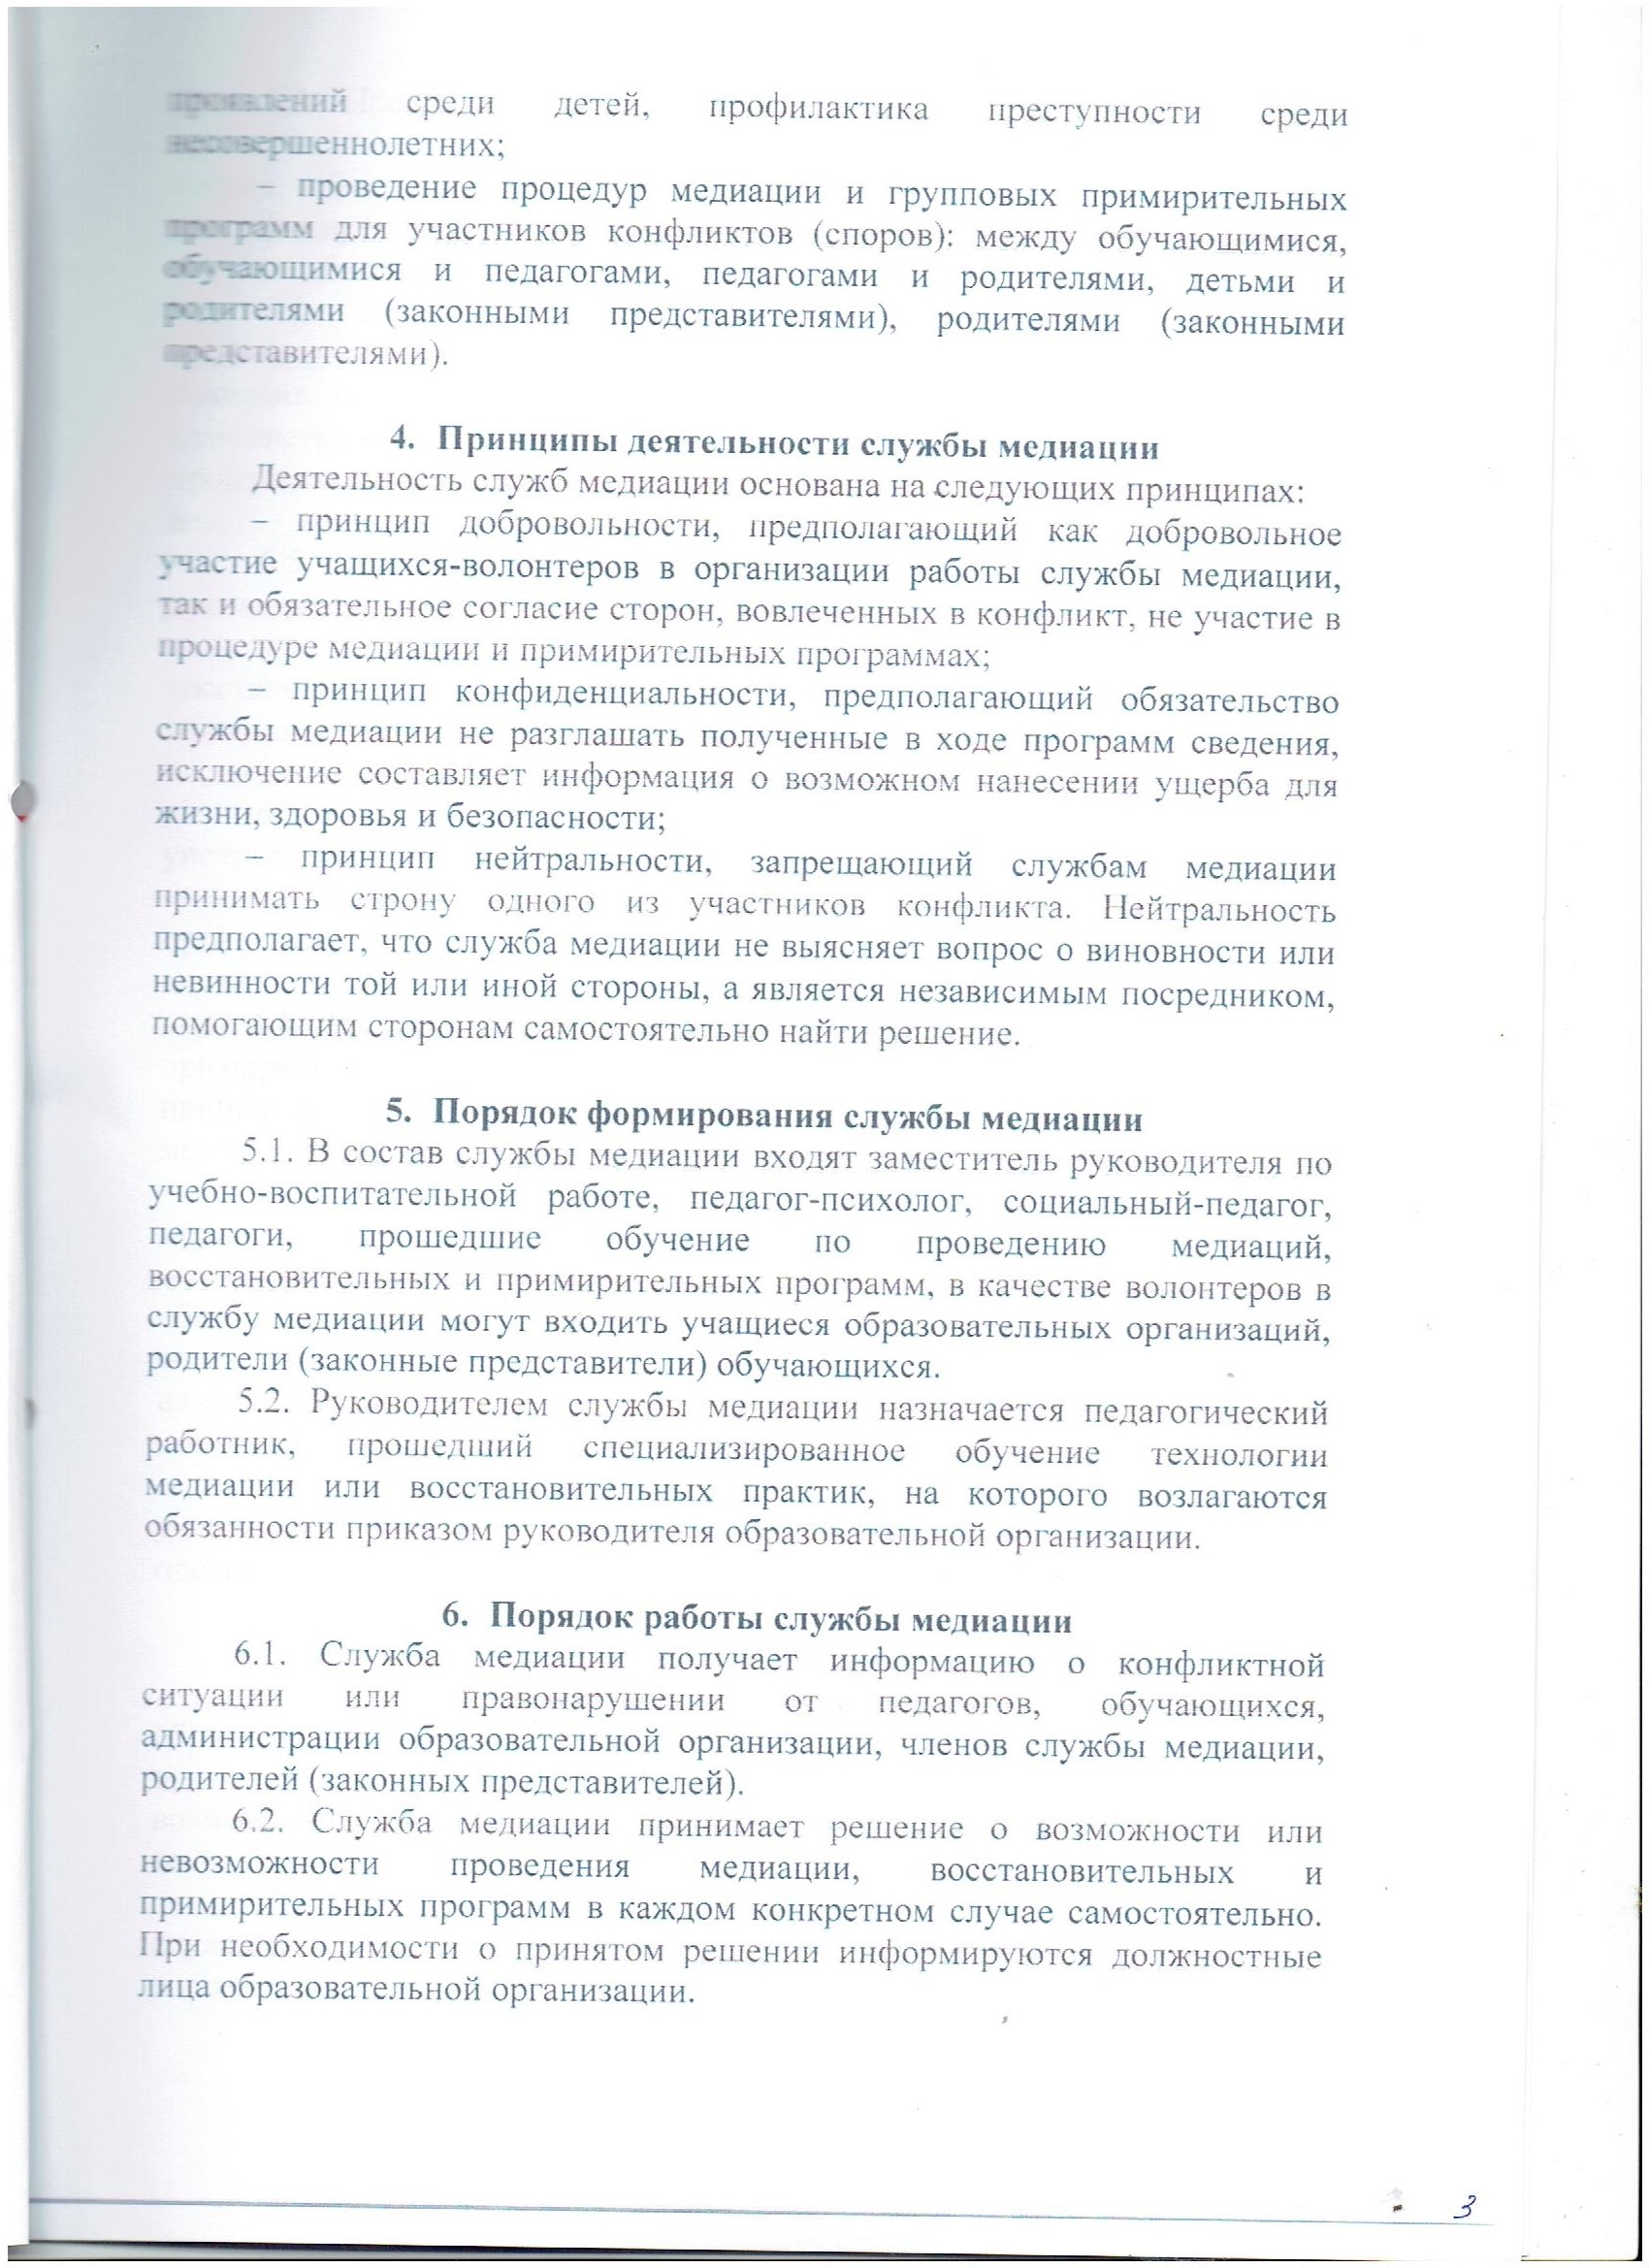 проявлений среди детей, профилактика преступности среди
несовершеннолетних;
– проведение процедур медиации и групповых примирительных
программ для участников конфликтов (споров): между обучающимися,
обучающимися и педагогами, педагогами и родителями, детьми и
родителями (законными представителями), родителями (законными
представителями).
4. Принципы деятельности службы медиации
Деятельность служб медиации основана на следующих принципах:
– принцип добровольности, предполагающий как добровольное
участие учащихся-волонтеров в организации работы службы медиации,
так и обязательное согласие сторон, вовлеченных в конфликт, не участие в
процедуре медиации и примирительных программах;
– принцип конфиденциальности, предполагающий обязательство
службы медиации не разглашать полученные в ходе программ сведения,
исключение составляет информация о возможном нанесении ущерба для
жизни, здоровья и безопасности;
– принцип нейтральности, запрещающий службам медиации
принимать строну одного из участников конфликта. Нейтральность
предполагает, что служба медиации не выясняет вопрос о виновности или
невинности той или иной стороны, а является независимым посредником,
помогающим сторонам самостоятельно найти решение.
5. Порядок формирования службы медиации
5.1. В состав службы медиации входят заместитель руководителя по
учебно-воспитательной работе, педагог-психолог, социальный-педагог,
педагоги, прошедшие обучение по проведению медиаций,
восстановительных и примирительных программ, в качестве волонтеров в
службу медиации могут входить учащиеся образовательных организаций,
родители (законные представители) обучающихся.
5.2. Руководителем службы медиации назначается педагогический
работник, прошедший специализированное обучение технологии
медиации или восстановительных практик, на которого возлагаются
обязанности приказом руководителя образовательной организации.
6. Порядок работы службы медиации
6.1. Служба медиации получает информацию о конфликтной
ситуации или правонарушении от педагогов, обучающихся,
администрации образовательной организации, членов службы медиации,
родителей (законных представителей).
6.2. Служба медиации принимает решение о возможности или
невозможности проведения медиации, восстановительных и
примирительных программ в каждом конкретном случае самостоятельно.
При необходимости о принятом решении информируются должностные
лица образовательной организации.
3